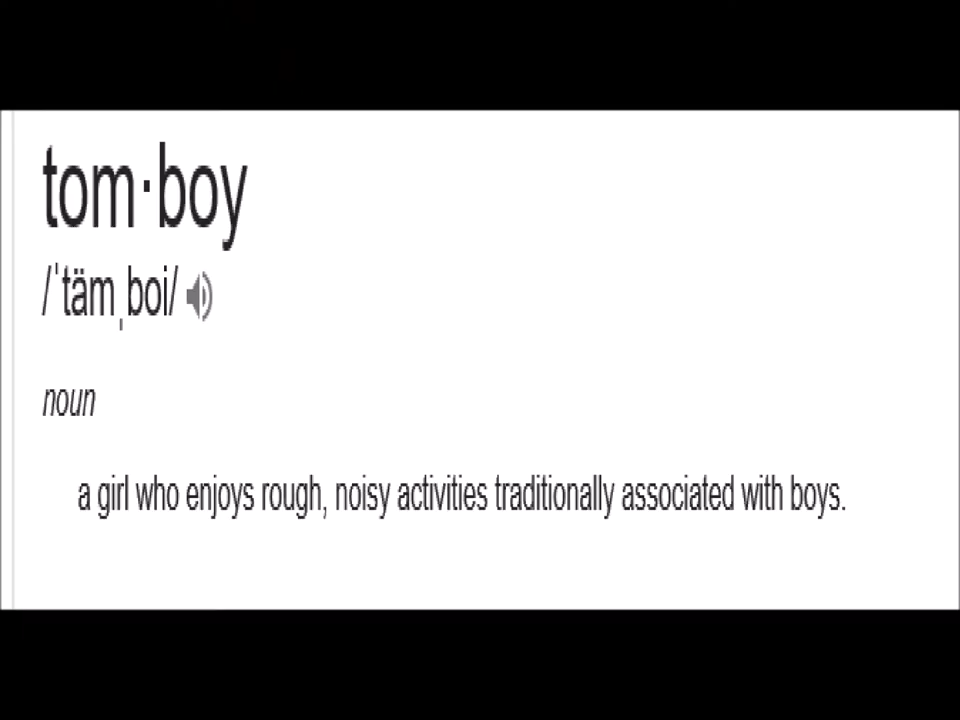 tom·boy
/ˈtämˌboi/
noun
a girl who enjoys rough, noisy activities traditionally associated with boys.